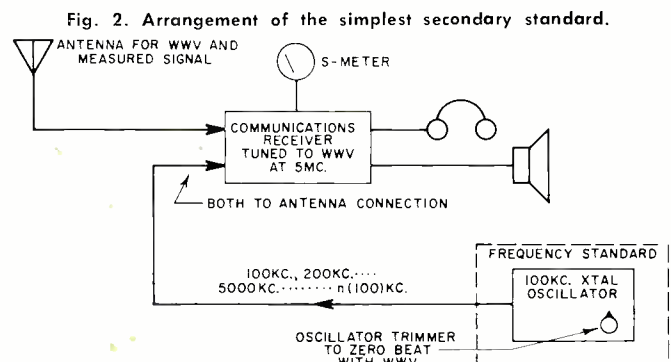 Fig. 2. Arrangement of the simplest secondary standard.
ANTENNA FOR WWV AND
MEASURED SIGNAL
S-METER
COMMUNICATIONS
RECEIVER
TUNED TO WWV
AT 5MC.
BOTH TO ANTENNA CONNECTION
FREQUENCY STANDARD
100KC., 200KC.····
5000KC.········n(100)KC.
100KC. XTAL
OSCILLATOR
OSCILLATOR TRIMMER
TO ZERO BEAT
WITH WWV